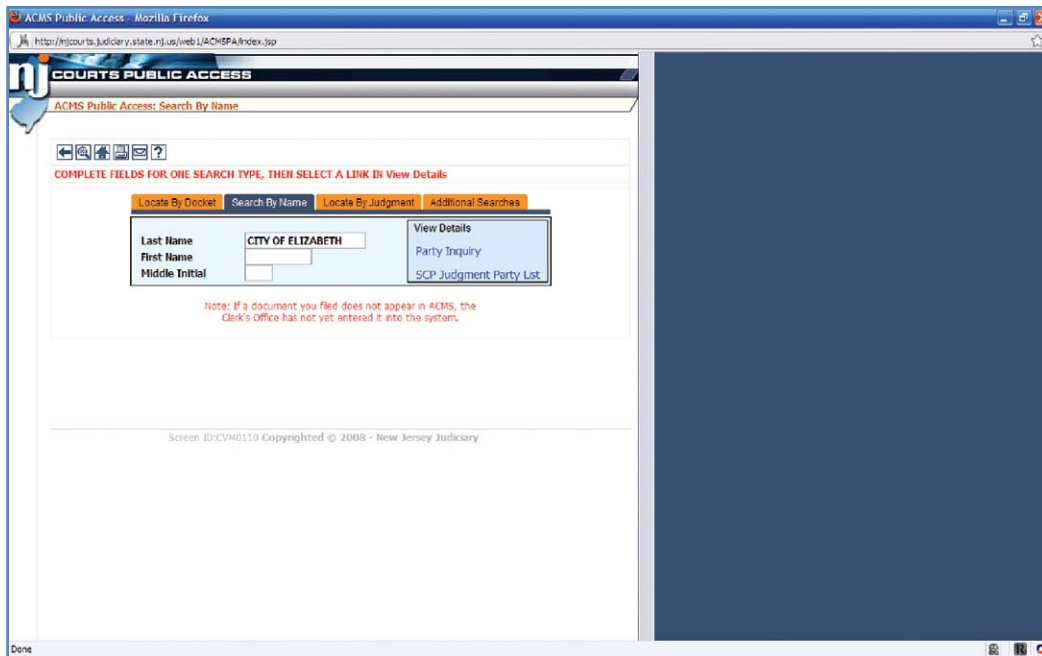 ACMS Public Access - Mozilla Firefox
http://njcourts.judiciary.state.nj.us/web1/ACMSPA/index.jsp
nj COURTS PUBLIC ACCESS
ACMS Public Access: Search By Name
?
COMPLETE FIELDS FOR ONE SEARCH TYPE, THEN SELECT A LINK IN View Details
Locate By Docket Search By Name Locate By Judgment Additional Searches
View Details
Last Name CITY OF ELIZABETH
First Name
Party Inquiry
Middle Initial
SCP Judgment Party List
Note: If a document you filed does not appear in ACMS, the
Clerk's Office has not yet entered it into the system.
Screen ID:CVM0110 Copyrighted © 2008 - New Jersey Judiciary
Done